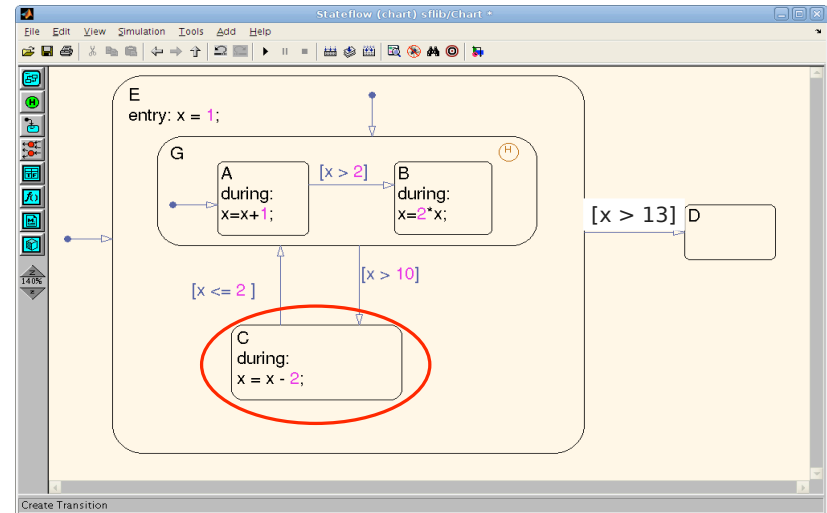 Stateflow (chart) sflib/Chart *
File Edit View Simulation Tools Add Help
E
entry: x = 1;
G
H
A
during:
x=x+1;
[x > 2]
B
during:
x=2*x;
[x > 13]
D
[x <= 2 ]
[x > 10]
C
during:
x = x - 2;
H
f()
Z
140%
z
Create Transition